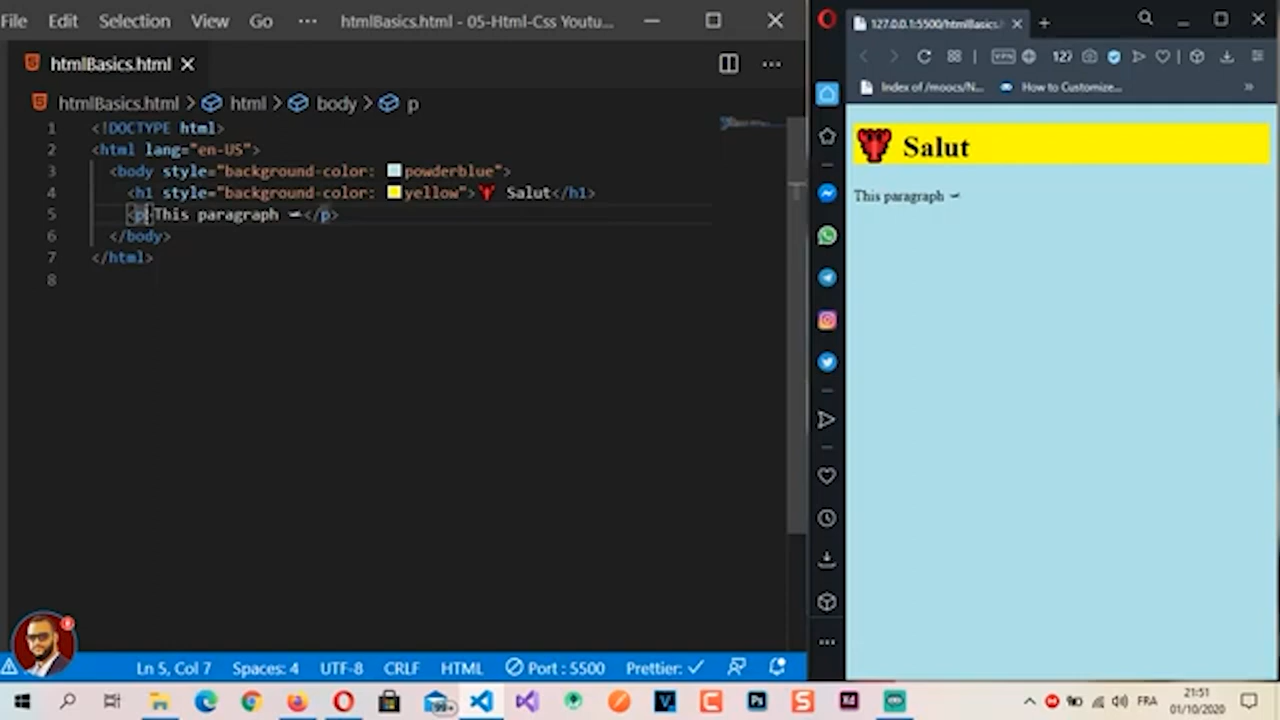 File Edit Selection View Go ··· htmlBasics.html - 05-Html-Css Youtu...
htmlBasics.html
htmlBasics.html > html > body > p
1 <!DOCTYPE html>
2 <html lang="en-US">
3 <body style="background-color: powderblue">
4 <h1 style="background-color: yellow"> Salut</h1>
5 <p>This paragraph </p>
6 </body>
7 </html>
8
Ln 5, Col 7 Spaces: 4 UTF-8 CRLF HTML Port : 5500 Prettier: ✓
127.0.0.1:5500/htmlBasics.
VPN 127
Index of /moocs/N... How to Customize... »
Salut
This paragraph
99+
FRA
21:51
01/10/2020